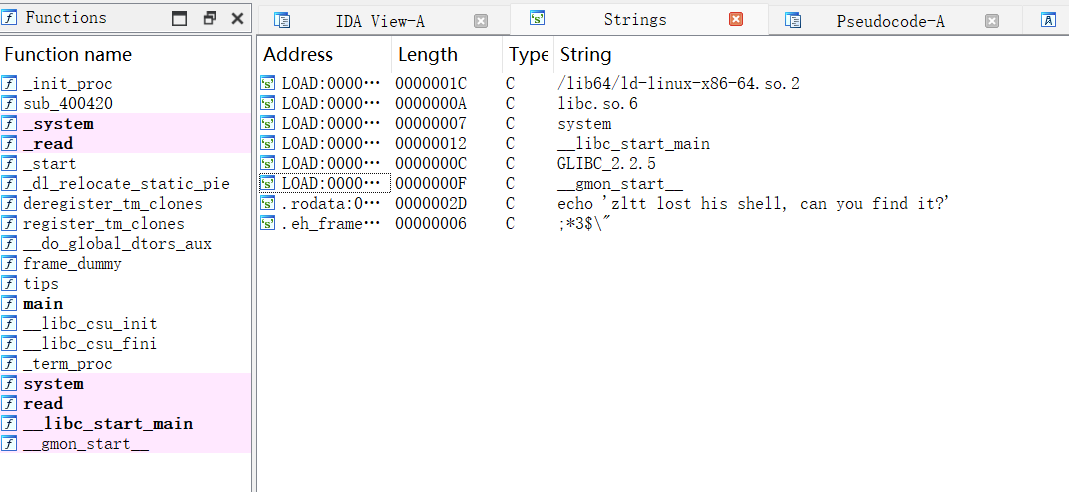 Functions
Function name
_init_proc
sub_400420
_system
_read
_start
_dl_relocate_static_pie
deregister_tm_clones
register_tm_clones
__do_global_dtors_aux
frame_dummy
tips
main
__libc_csu_init
__libc_csu_fini
_term_proc
system
read
__libc_start_main
__gmon_start__
IDA View-A Strings Pseudocode-A
Address Length Type String
LOAD:0000… 0000001C C /lib64/ld-linux-x86-64.so.2
LOAD:0000… 0000000A C libc.so.6
LOAD:0000… 00000007 C system
LOAD:0000… 00000012 C __libc_start_main
LOAD:0000… 0000000C C GLIBC_2.2.5
LOAD:0000… 0000000F C __gmon_start__
.rodata:0… 0000002D C echo 'zltt lost his shell, can you find it?'
.eh_frame… 00000006 C ;*3$\"